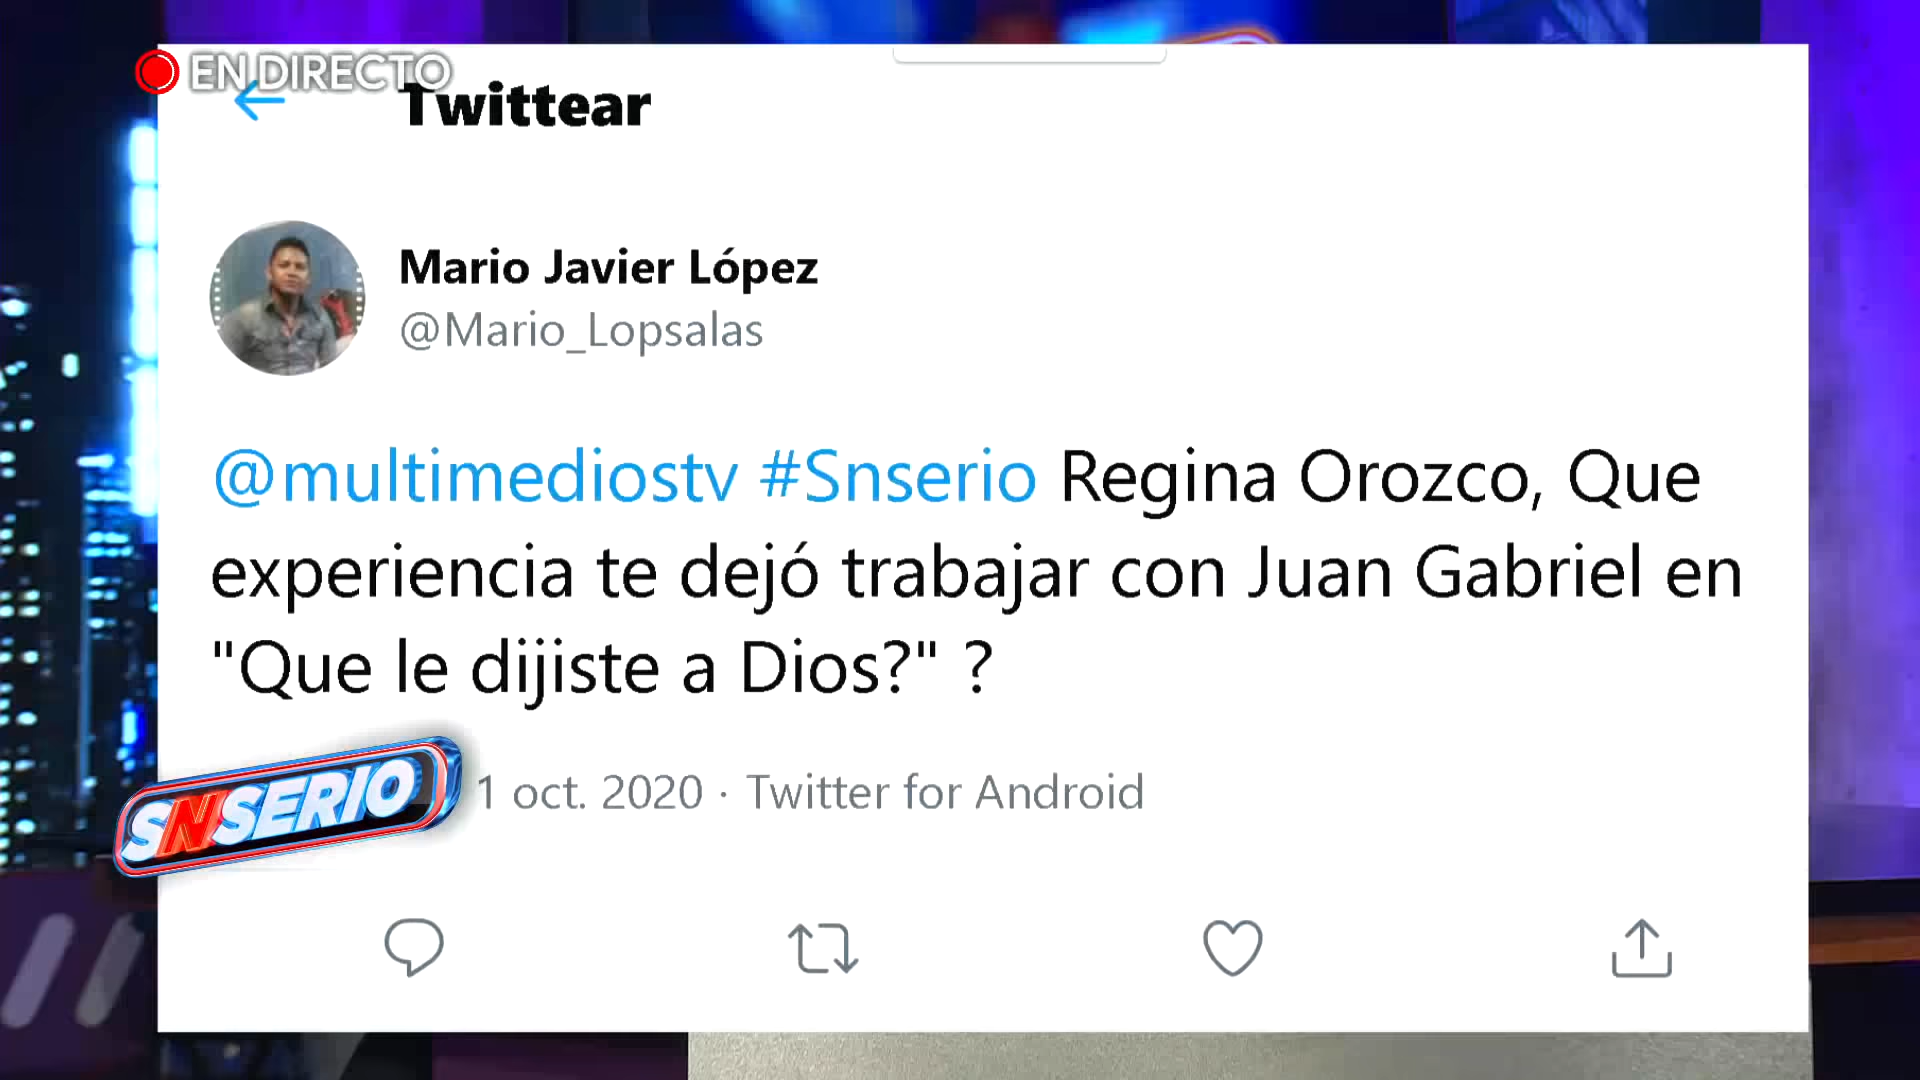 EN DIRECTO
Twittear
Mario Javier López
@Mario_Lopsalas
@multimediostv #Snserio Regina Orozco, Que
experiencia te dejó trabajar con Juan Gabriel en
"Que le dijiste a Dios?" ?
SNSERIO
1 oct. 2020 · Twitter for Android